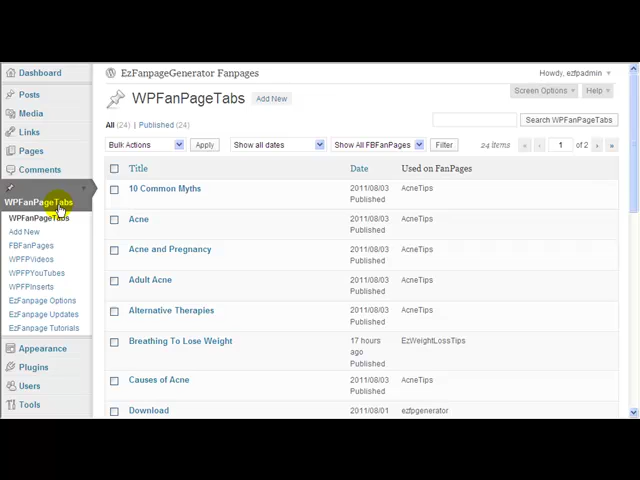 EzFanpageGenerator Fanpages
Howdy, ezfpadmin
Screen Options
Help
WPFanPageTabs
Add New
All (24) | Published (24)
Search WPFanPageTabs
Bulk Actions
Apply
Show all dates
Show All FBFanPages
Filter
24 items
«
‹
1
of 2
›
»
Title
Date
Used on FanPages
10 Common Myths
2011/08/03
Published
AcneTips
Acne
2011/08/03
Published
AcneTips
Acne and Pregnancy
2011/08/03
Published
AcneTips
Adult Acne
2011/08/03
Published
AcneTips
Alternative Therapies
2011/08/03
Published
AcneTips
Breathing To Lose Weight
17 hours
ago
Published
EzWeightLossTips
Causes of Acne
2011/08/03
Published
AcneTips
Download
2011/08/01
ezfpgenerator
Dashboard
Posts
Media
Links
Pages
Comments
WPFanPageTabs
WPFanPageTabs
Add New
FBFanPages
WPFPVideos
WPFPYouTubes
WPFPInserts
EzFanpage Options
EzFanpage Updates
EzFanpage Tutorials
Appearance
Plugins
Users
Tools